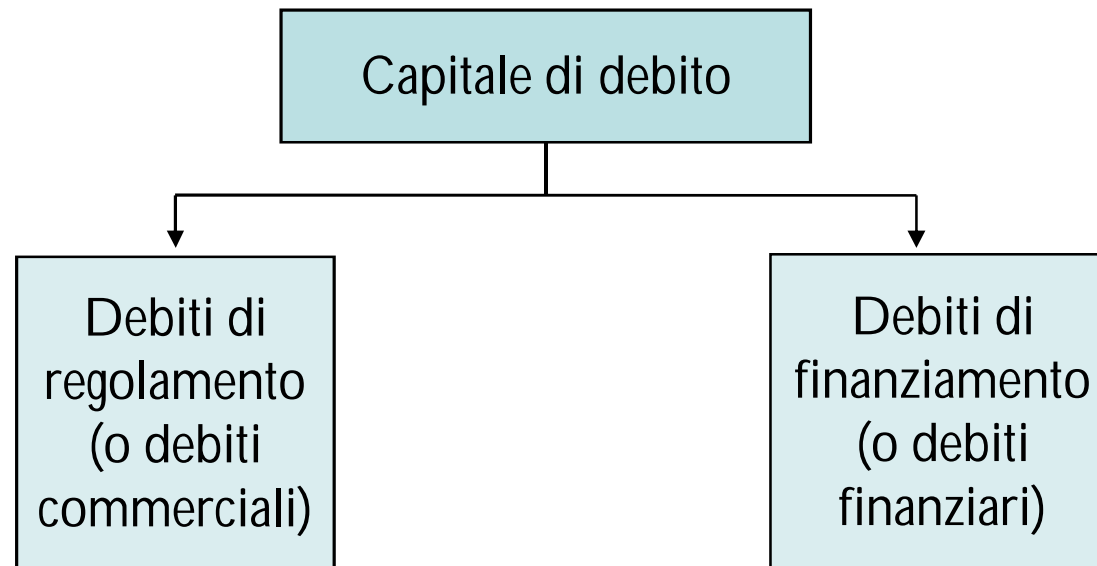 Capitale di debito
Debiti di
regolamento
(o debiti
commerciali)
Debiti di
finanziamento
(o debiti
finanziari)